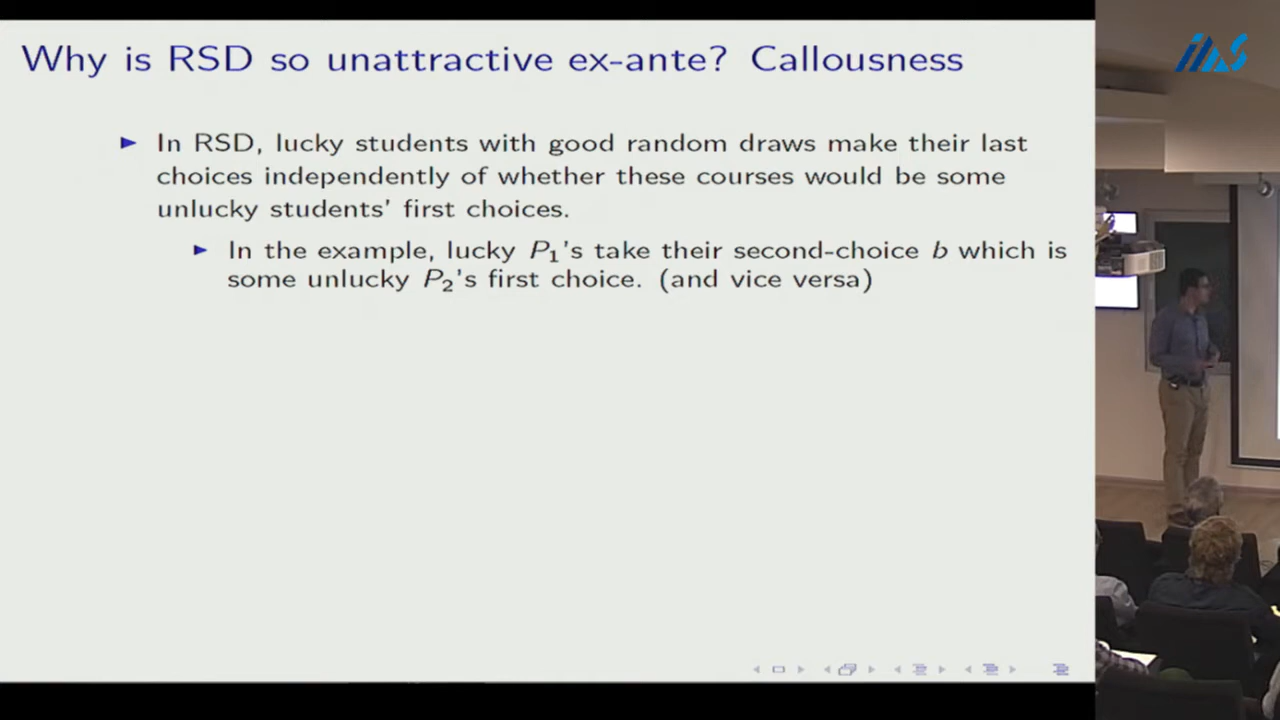 Why is RSD so unattractive ex-ante? Callousness
IIAS
▶ In RSD, lucky students with good random draws make their last
choices independently of whether these courses would be some
unlucky students' first choices.
▶ In the example, lucky P₁'s take their second-choice b which is
some unlucky P₂'s first choice. (and vice versa)